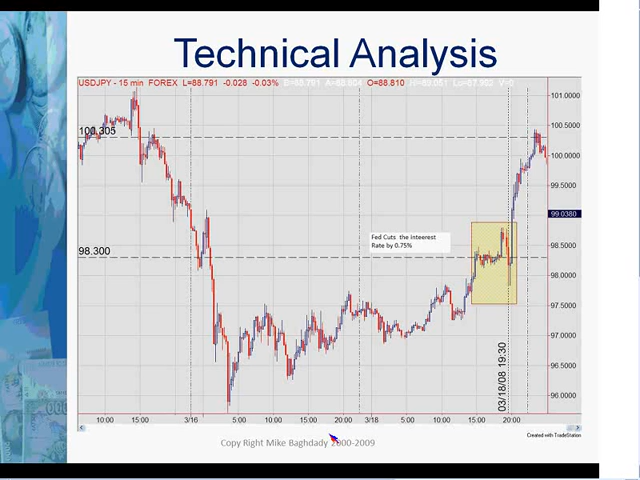 Technical Analysis
USDJPY - 15 min FOREX L=88.791 -0.028 -0.03% O=88.810
101.0000
100.305
100.5000
100.0000
99.5000
99.0380
Fed Cuts the Inteerest
Rate by 0.75%
98.5000
98.300
98.0000
97.5000
97.0000
96.5000
96.0000
03/18/08 19:30
10:00 15:00 3/16 5:00 10:00 15:00 20:00 3/18 5:00 10:00 15:00 20:00
Created with TradeStation
Copy Right Mike Baghdady 2000-2009